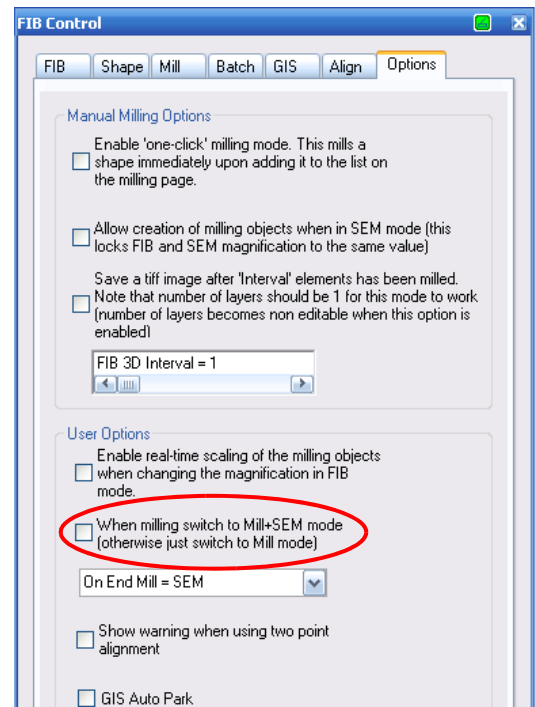 FIB Control
FIB Shape Mill Batch GIS Align Options
Manual Milling Options
Enable 'one-click' milling mode. This mills a
shape immediately upon adding it to the list on
the milling page.
Allow creation of milling objects when in SEM mode (this
locks FIB and SEM magnification to the same value)
Save a tiff image after 'Interval' elements has been milled.
Note that number of layers should be 1 for this mode to work
(number of layers becomes non editable when this option is
enabled)
FIB 3D Interval = 1
User Options
Enable real-time scaling of the milling objects
when changing the magnification in FIB
mode.
When milling switch to Mill+SEM mode
(otherwise just switch to Mill mode)
On End Mill = SEM
Show warning when using two point
alignment
GIS Auto Park